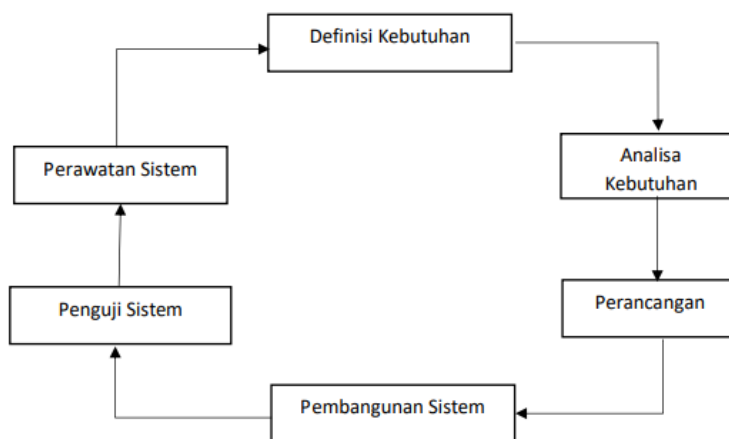 Definisi Kebutuhan
Analisa
Kebutuhan
Perancangan
Pembangunan Sistem
Penguji Sistem
Perawatan Sistem